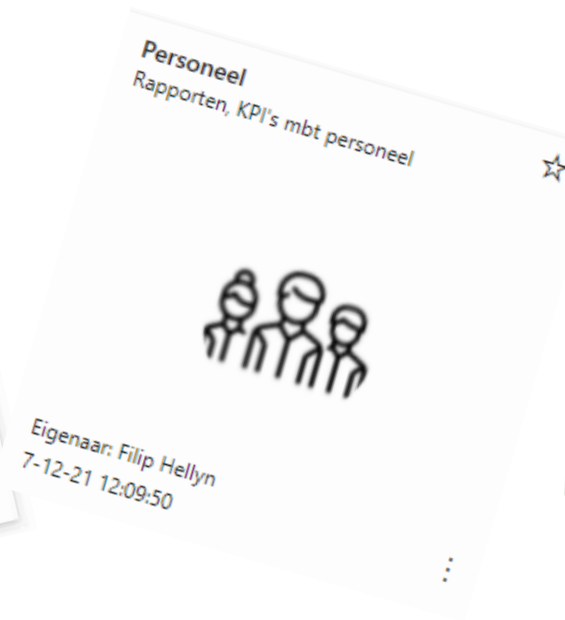 Personeel
Rapporten, KPI's mbt personeel
Eigenaar: Filip Hellyn
7-12-21 12:09:50